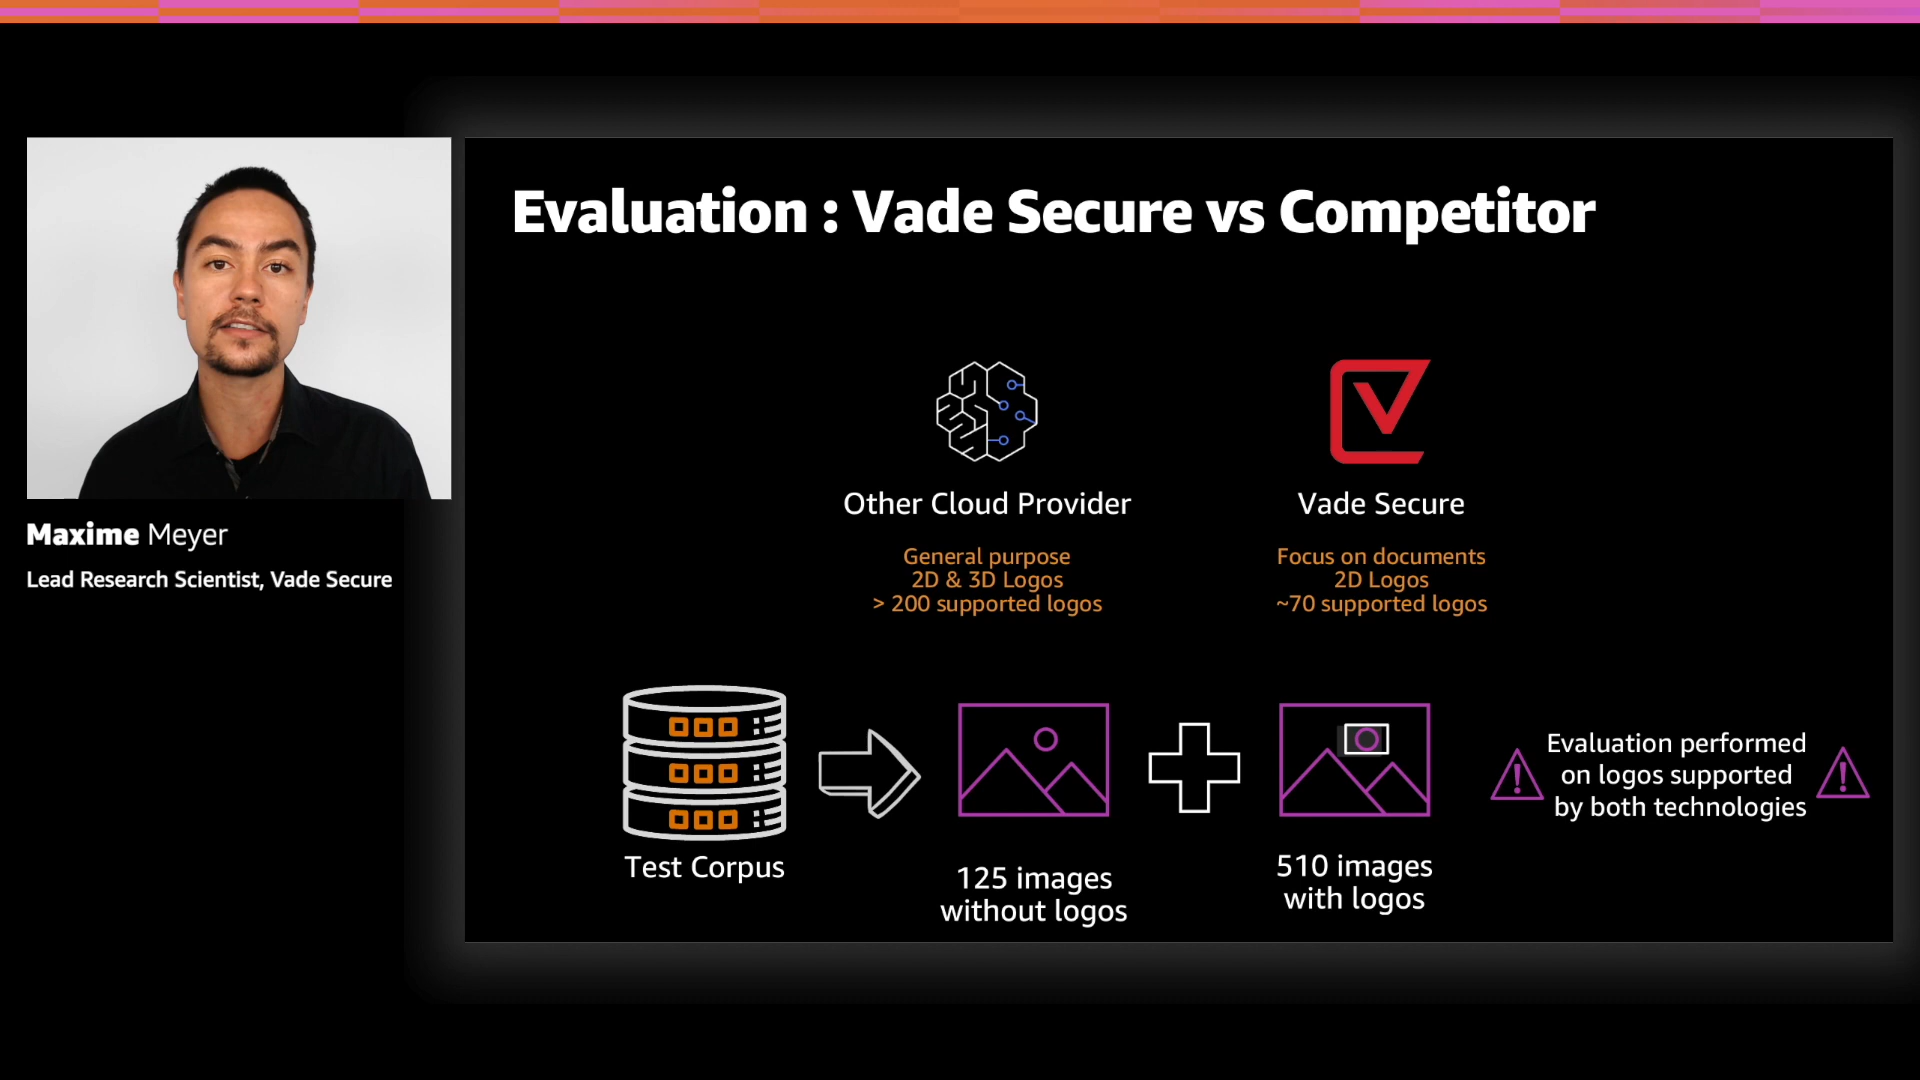 Evaluation : Vade Secure vs Competitor
Maxime Meyer
Lead Research Scientist, Vade Secure
Other Cloud Provider
General purpose
2D & 3D Logos
> 200 supported logos
Vade Secure
Focus on documents
2D Logos
~70 supported logos
Test Corpus
125 images
without logos
510 images
with logos
Evaluation performed
on logos supported
by both technologies